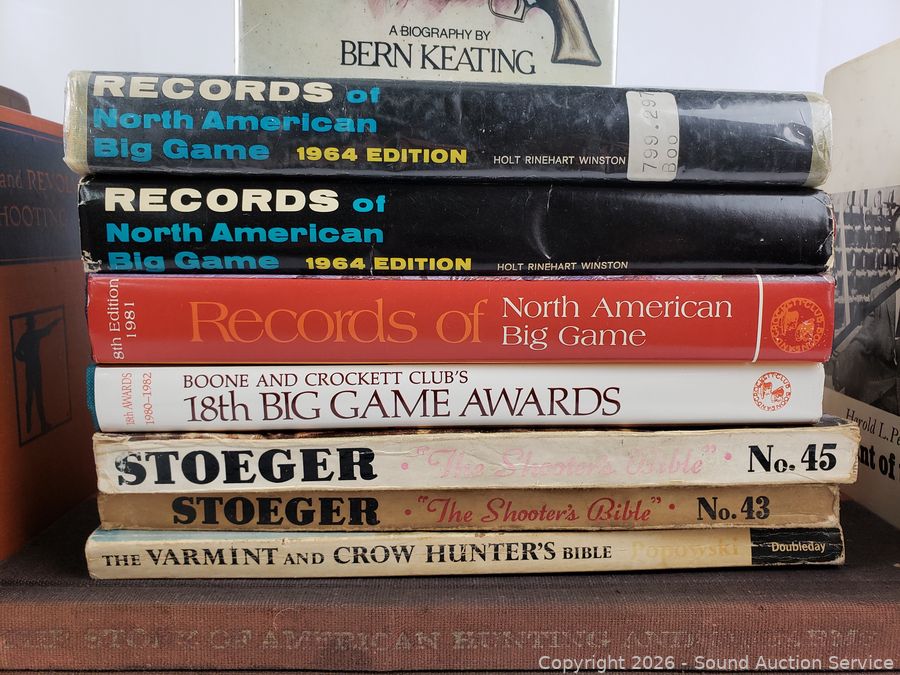 A BIOGRAPHY BY
BERN KEATING
RECORDS of
North American
Big Game 1964 EDITION HOLT RINEHART WINSTON
799.297
Boo
RECORDS of
North American
Big Game 1964 EDITION HOLT RINEHART WINSTON
8th Edition
1981
Records of North American
Big Game
18th AWARDS
1980–1982
BOONE AND CROCKETT CLUB'S
18th BIG GAME AWARDS
STOEGER • "The Shooter's Bible" • No. 45
STOEGER • "The Shooter's Bible" • No. 43
THE VARMINT AND CROW HUNTER'S BIBLE Popowski Doubleday
THE STORY OF AMERICAN HUNTING AND FIREARMS
and REVOL
HOOTING
Harold L. Pe
nt of
Copyright 2026 - Sound Auction Service